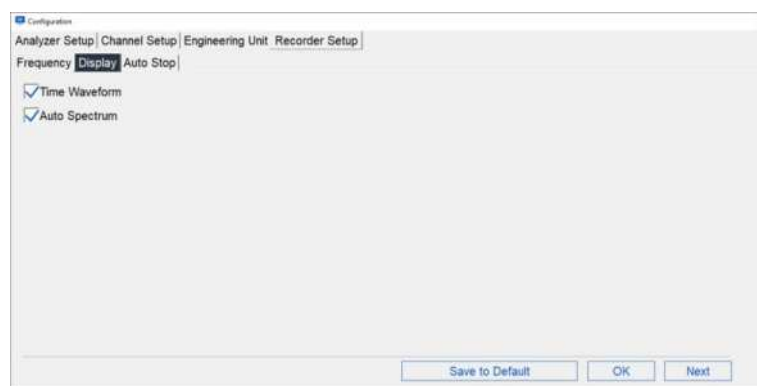 Configuration
Analyzer Setup Channel Setup Engineering Unit Recorder Setup
Frequency Display Auto Stop
Time Waveform
Auto Spectrum
Save to Default OK Next